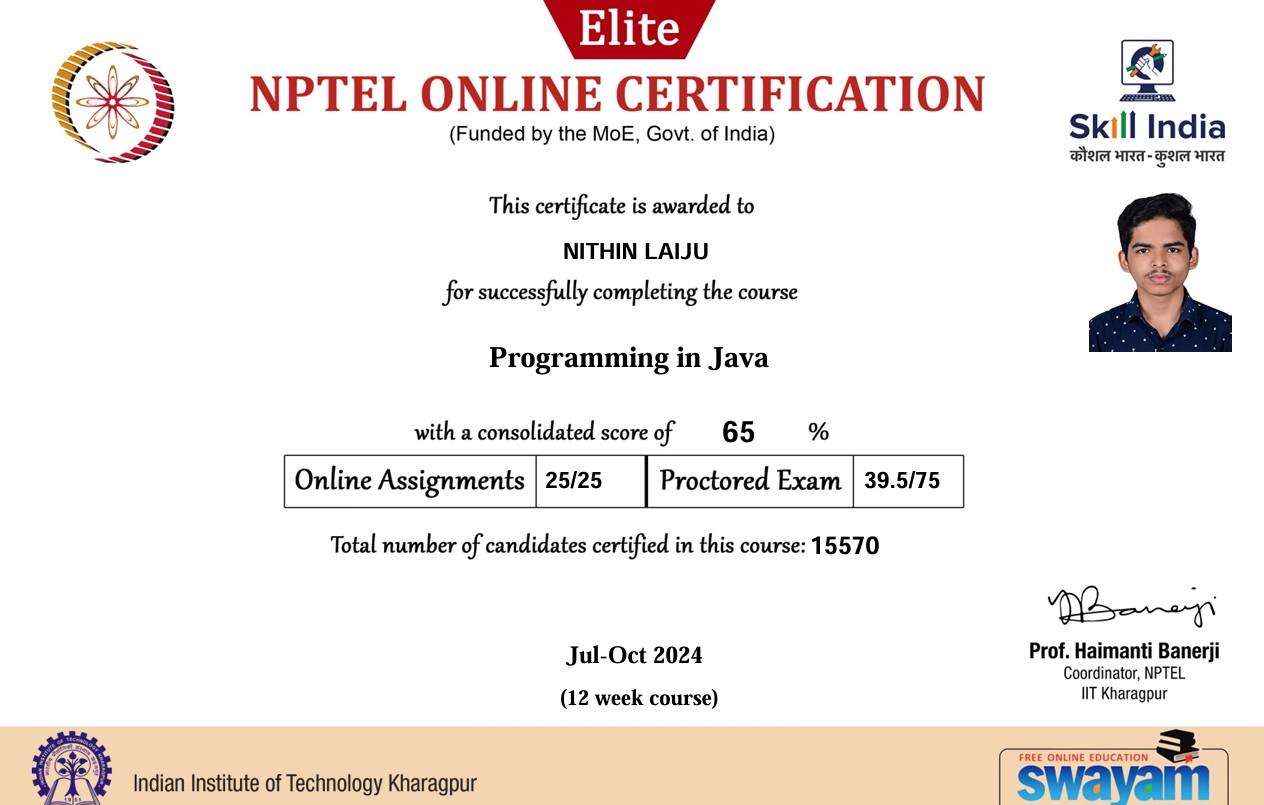 Elite
NPTEL ONLINE CERTIFICATION
(Funded by the MoE, Govt. of India)
Skill India
कौशल भारत - कुशल भारत
This certificate is awarded to
NITHIN LAIJU
for successfully completing the course
Programming in Java
with a consolidated score of 65 %
Online Assignments 25/25 Proctored Exam 39.5/75
Total number of candidates certified in this course: 15570
Jul-Oct 2024
(12 week course)
Prof. Haimanti Banerji
Coordinator, NPTEL
IIT Kharagpur
Indian Institute of Technology Kharagpur
FREE ONLINE EDUCATION
swayam
1951